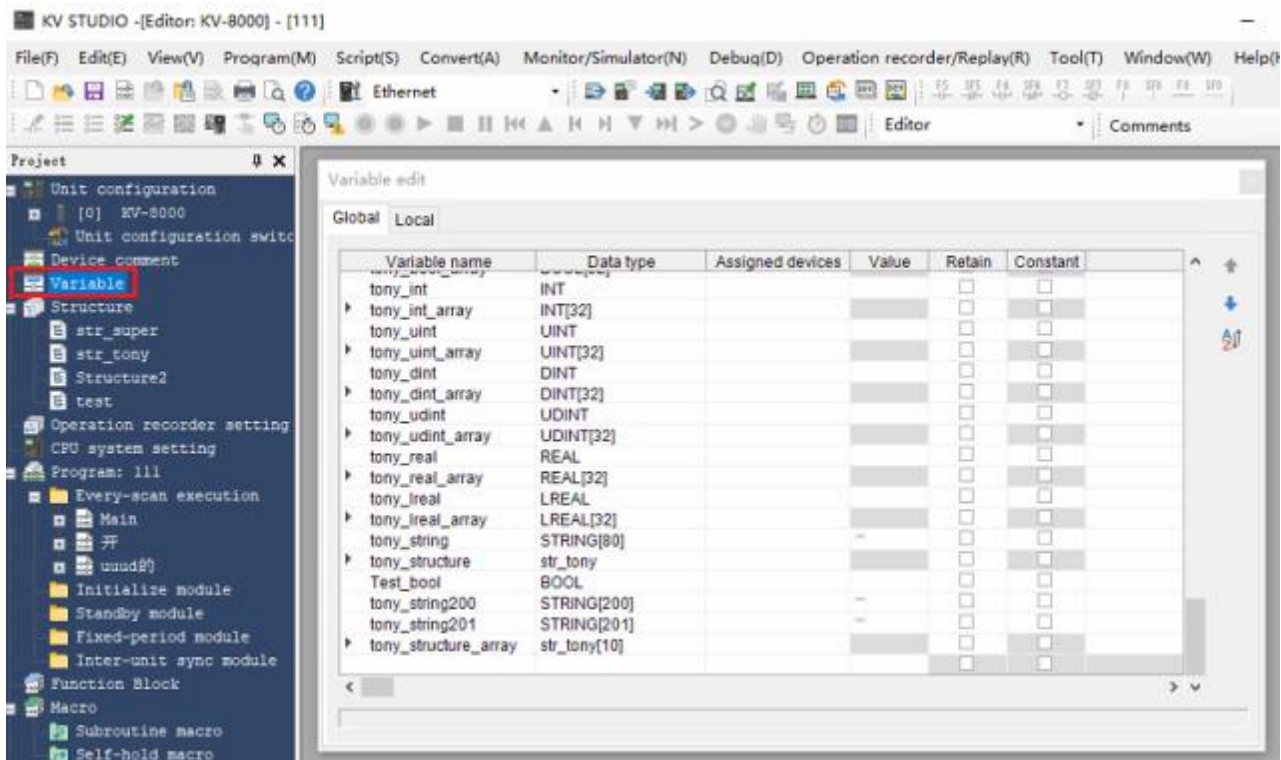 KV STUDIO -[Editor: KV-8000] - [111]
File(F) Edit(E) View(V) Program(M) Script(S) Convert(A) Monitor/Simulator(N) Debug(D) Operation recorder/Replay(R) Tool(T) Window(W) Help(H
Ethernet
Editor Comments
Project
Unit configuration
[0] KV-8000
Unit configuration switc
Device comment
Variable
Structure
str_super
str_tony
Structure2
test
Operation recorder setting
CPU system setting
Program: 111
Every-scan execution
Main
开
uuud的
Initialize module
Standby module
Fixed-period module
Inter-unit sync module
Function Block
Macro
Subroutine macro
Self-hold macro
Variable edit
Global Local
Variable name Data type Assigned devices Value Retain Constant
tony_int INT
tony_int_array INT[32]
tony_uint UINT
tony_uint_array UINT[32]
tony_dint DINT
tony_dint_array DINT[32]
tony_udint UDINT
tony_udint_array UDINT[32]
tony_real REAL
tony_real_array REAL[32]
tony_lreal LREAL
tony_lreal_array LREAL[32]
tony_string STRING[80]
tony_structure str_tony
Test_bool BOOL
tony_string200 STRING[200]
tony_string201 STRING[201]
tony_structure_array str_tony[10]